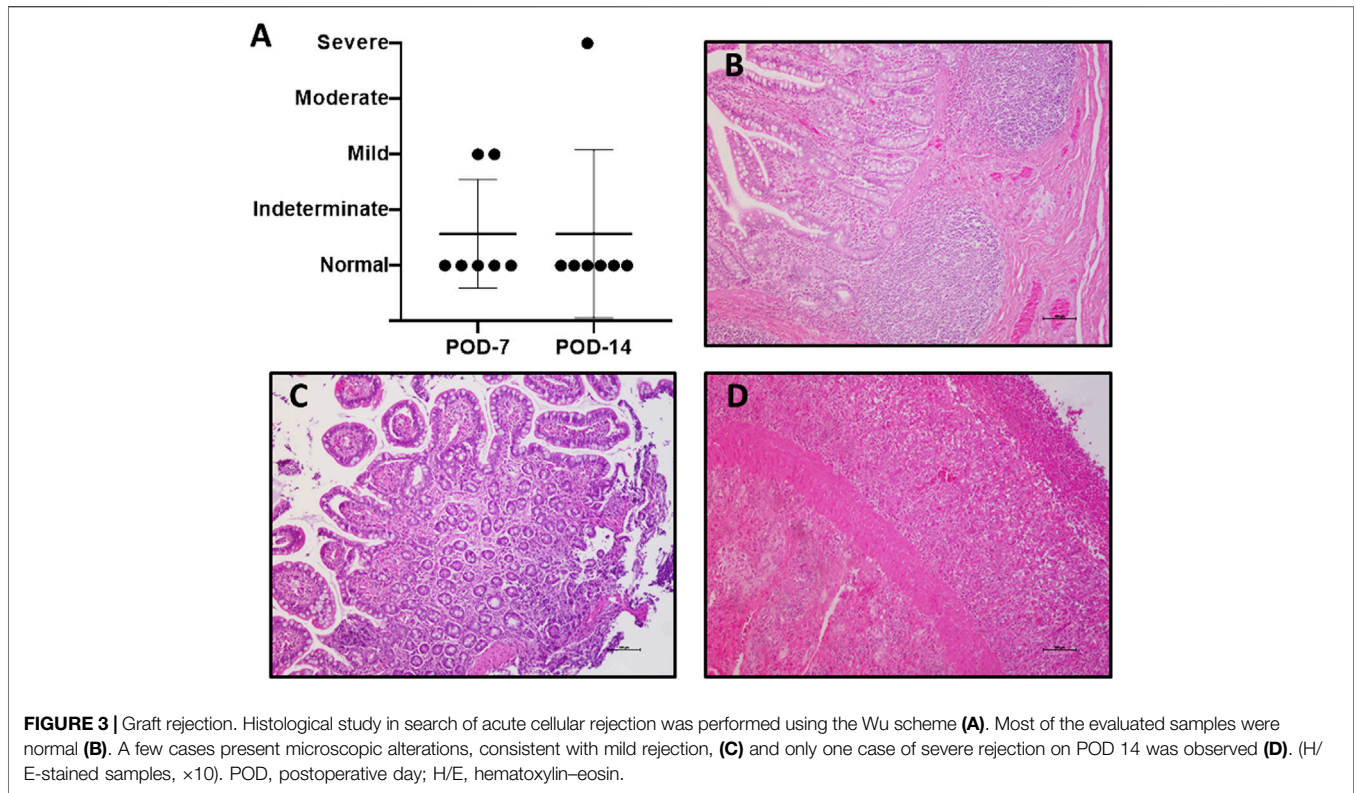 A
Severe
Moderate
Mild
Indeterminate
Normal
POD-7 POD-14
B
C
D
FIGURE 3 | Graft rejection. Histological study in search of acute cellular rejection was performed using the Wu scheme (A). Most of the evaluated samples were
normal (B). A few cases present microscopic alterations, consistent with mild rejection, (C) and only one case of severe rejection on POD 14 was observed (D). (H/
E-stained samples, ×10). POD, postoperative day; H/E, hematoxylin–eosin.